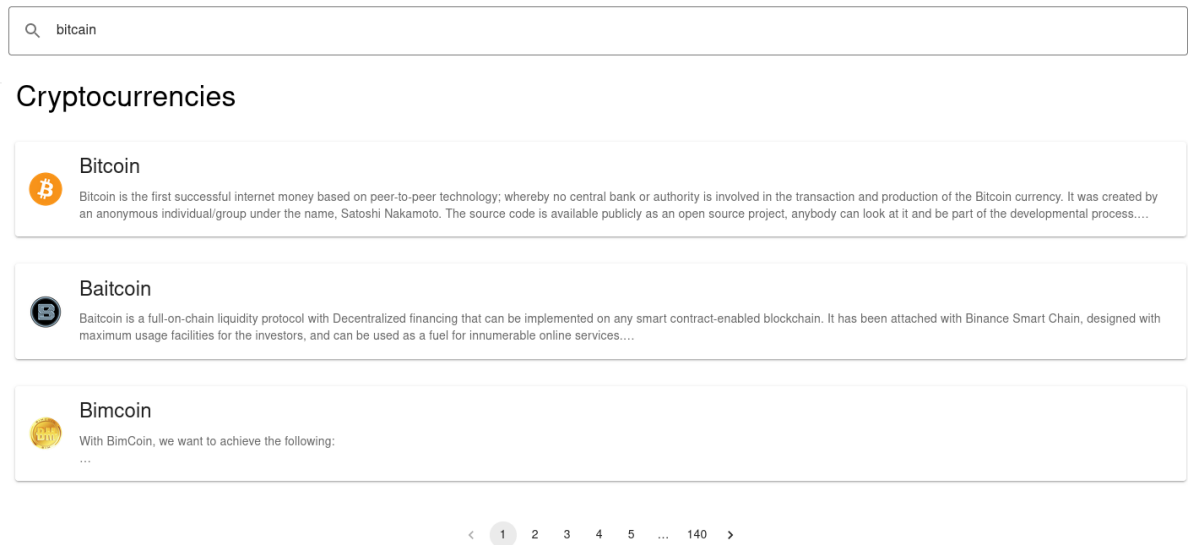 bitcain
Cryptocurrencies
Bitcoin
Bitcoin is the first successful internet money based on peer-to-peer technology; whereby no central bank or authority is involved in the transaction and production of the Bitcoin currency. It was created by
an anonymous individual/group under the name, Satoshi Nakamoto. The source code is available publicly as an open source project, anybody can look at it and be part of the developmental process.…
Baitcoin
Baitcoin is a full-on-chain liquidity protocol with Decentralized financing that can be implemented on any smart contract-enabled blockchain. It has been attached with Binance Smart Chain, designed with
maximum usage facilities for the investors, and can be used as a fuel for innumerable online services.…
Bimcoin
With BimCoin, we want to achieve the following:
…
1 2 3 4 5 … 140